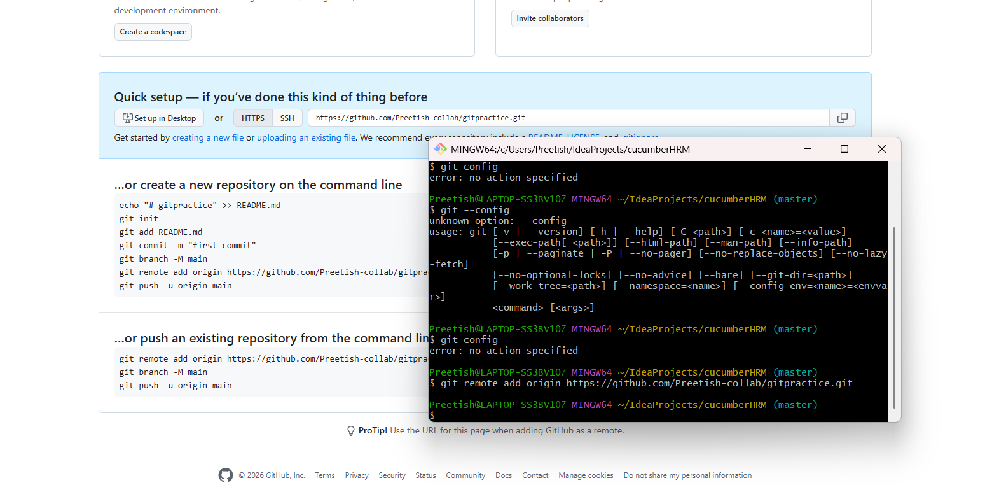 development environment.
Create a codespace
Invite collaborators
Quick setup — if you’ve done this kind of thing before
Set up in Desktop or HTTPS SSH https://github.com/Preetish-collab/gitpractice.git
Get started by creating a new file or uploading an existing file. We recommend every repository include a README, LICENSE, and .gitignore.
...or create a new repository on the command line
echo "# gitpractice" >> README.md
git init
git add README.md
git commit -m "first commit"
git branch -M main
git remote add origin https://github.com/Preetish-collab/gitpra
git push -u origin main
...or push an existing repository from the command lin
git remote add origin https://github.com/Preetish-collab/gitpra
git branch -M main
git push -u origin main
MINGW64:/c/Users/Preetish/IdeaProjects/cucumberHRM
$ git config
error: no action specified
Preetish@LAPTOP-SS3BV107 MINGW64 ~/IdeaProjects/cucumberHRM (master)
$ git --config
unknown option: --config
usage: git [-v | --version] [-h | --help] [-C <path>] [-c <name>=<value>]
[--exec-path[=<path>]] [--html-path] [--man-path] [--info-path]
[-p | --paginate | -P | --no-pager] [--no-replace-objects] [--no-lazy
-fetch]
[--no-optional-locks] [--no-advice] [--bare] [--git-dir=<path>]
[--work-tree=<path>] [--namespace=<name>] [--config-env=<name>=<envva
r>]
<command> [<args>]
Preetish@LAPTOP-SS3BV107 MINGW64 ~/IdeaProjects/cucumberHRM (master)
$ git config
error: no action specified
Preetish@LAPTOP-SS3BV107 MINGW64 ~/IdeaProjects/cucumberHRM (master)
$ git remote add origin https://github.com/Preetish-collab/gitpractice.git
Preetish@LAPTOP-SS3BV107 MINGW64 ~/IdeaProjects/cucumberHRM (master)
$
ProTip! Use the URL for this page when adding GitHub as a remote.
© 2026 GitHub, Inc. Terms Privacy Security Status Community Docs Contact Manage cookies Do not share my personal information